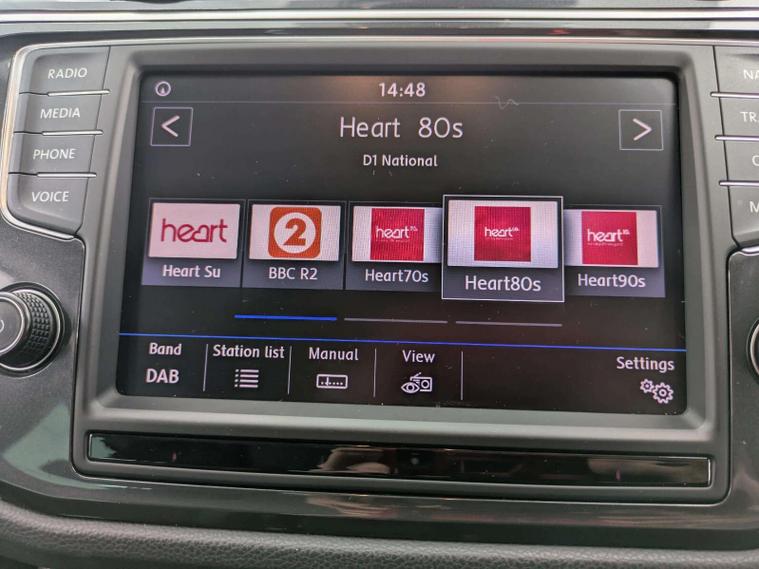 RADIO
MEDIA
PHONE
VOICE
14:48
Heart 80s
D1 National
heart
2
heart
heart
heart
Heart Su
BBC R2
Heart70s
Heart80s
Heart90s
Band
Station list
Manual
View
Settings
DAB